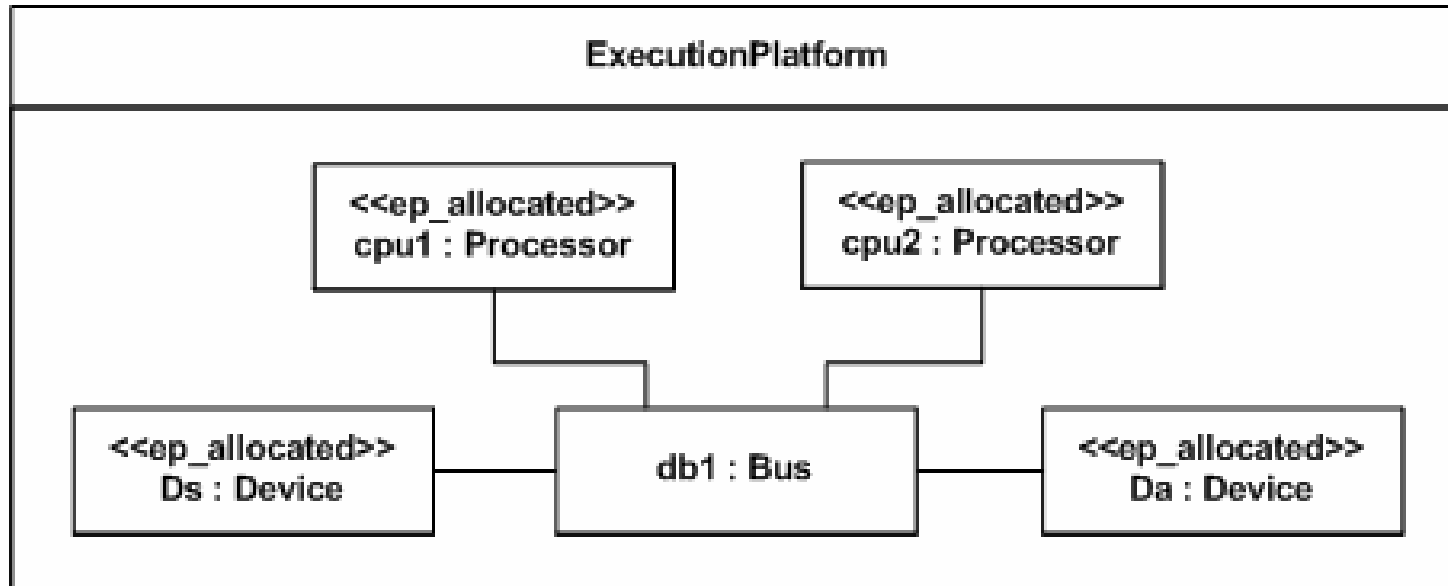 ExecutionPlatform
<<ep_allocated>>
cpu1 : Processor
<<ep_allocated>>
cpu2 : Processor
<<ep_allocated>>
Ds : Device
db1 : Bus
<<ep_allocated>>
Da : Device